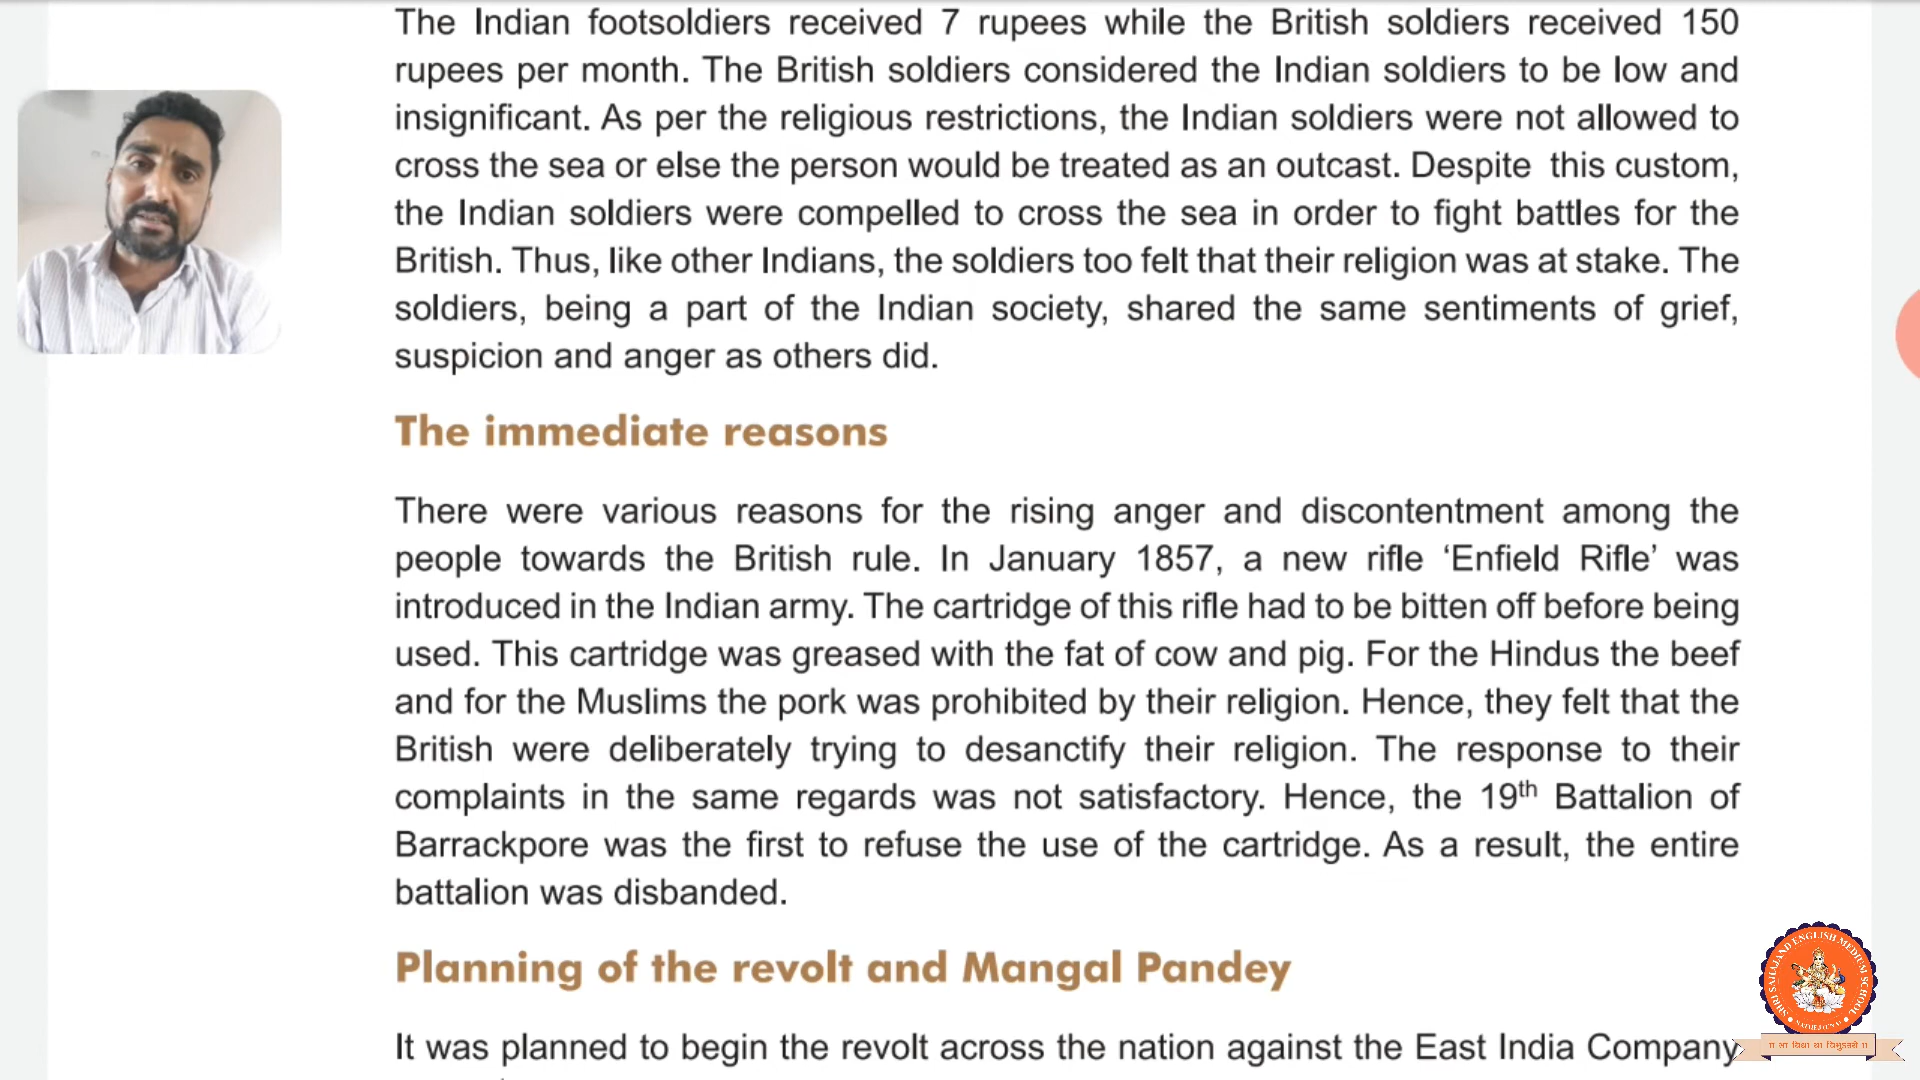 The Indian footsoldiers received 7 rupees while the British soldiers received 150
rupees per month. The British soldiers considered the Indian soldiers to be low and
insignificant. As per the religious restrictions, the Indian soldiers were not allowed to
cross the sea or else the person would be treated as an outcast. Despite this custom,
the Indian soldiers were compelled to cross the sea in order to fight battles for the
British. Thus, like other Indians, the soldiers too felt that their religion was at stake. The
soldiers, being a part of the Indian society, shared the same sentiments of grief,
suspicion and anger as others did.
The immediate reasons
There were various reasons for the rising anger and discontentment among the
people towards the British rule. In January 1857, a new rifle ‘Enfield Rifle’ was
introduced in the Indian army. The cartridge of this rifle had to be bitten off before being
used. This cartridge was greased with the fat of cow and pig. For the Hindus the beef
and for the Muslims the pork was prohibited by their religion. Hence, they felt that the
British were deliberately trying to desanctify their religion. The response to their
complaints in the same regards was not satisfactory. Hence, the 19th Battalion of
Barrackpore was the first to refuse the use of the cartridge. As a result, the entire
battalion was disbanded.
Planning of the revolt and Mangal Pandey
It was planned to begin the revolt across the nation against the East India Company
SHRI SAHAJANAND ENGLISH MEDIUM SCHOOL
॥ सा विद्या या विमुक्तये ॥